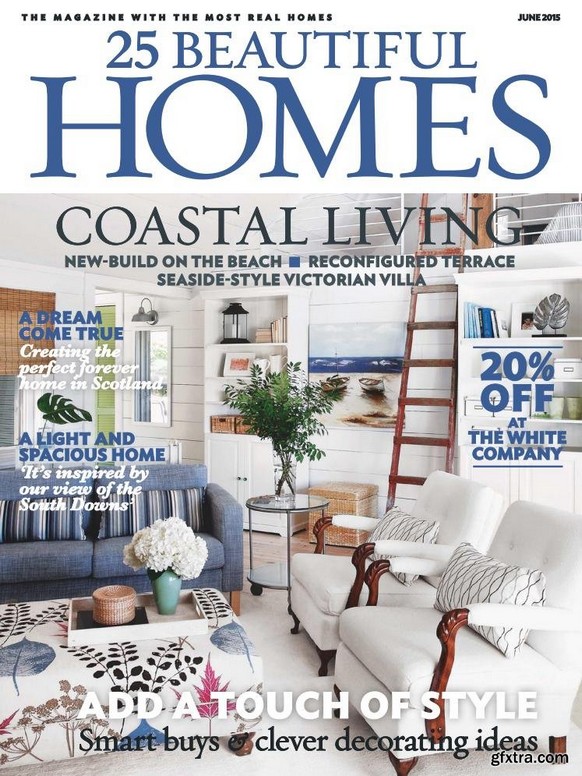 THE MAGAZINE WITH THE MOST REAL HOMES
JUNE 2015
25 BEAUTIFUL
HOMES
COASTAL LIVING
NEW-BUILD ON THE BEACH ■ RECONFIGURED TERRACE
SEASIDE-STYLE VICTORIAN VILLA
A DREAM
COME TRUE
Creating the
perfect forever
home in Scotland
20%
OFF
AT
THE WHITE
COMPANY
A LIGHT AND
SPACIOUS HOME
'It's inspired by
our view of the
South Downs'
ADD A TOUCH OF STYLE
Smart buys & clever decorating ideas
gfxtra.com